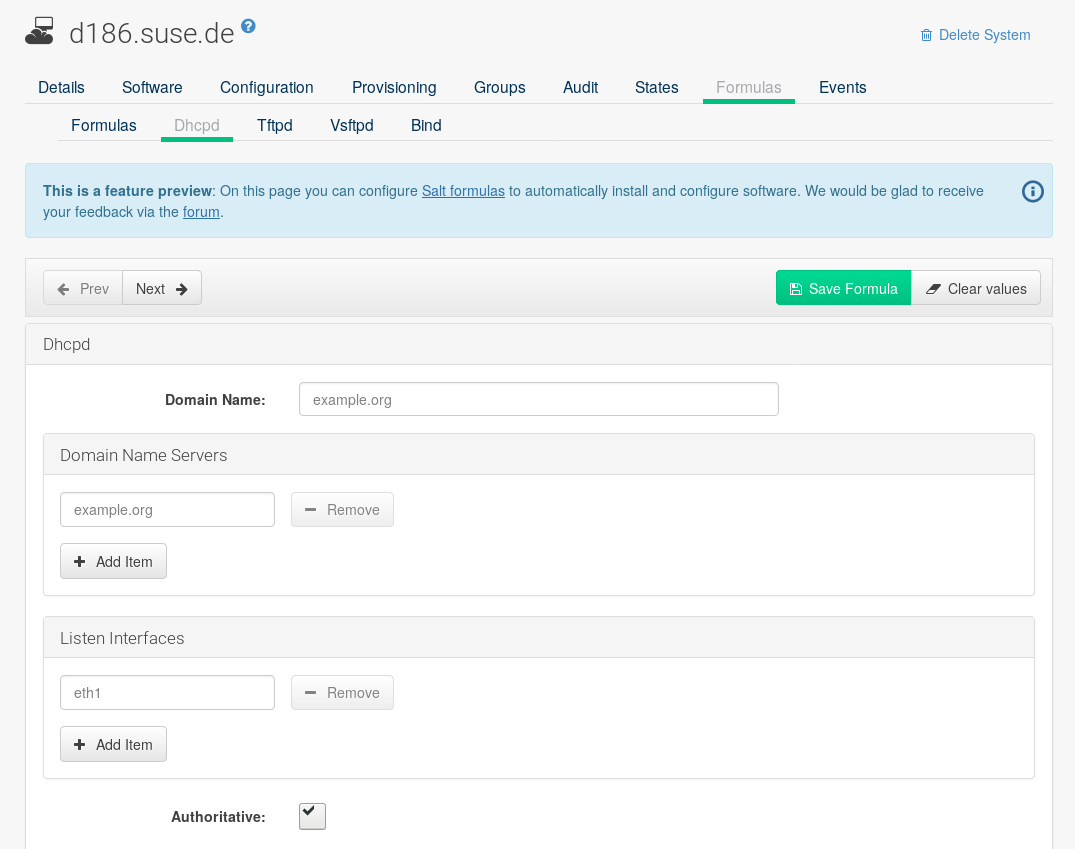 d186.suse.de
Delete System
Details Software Configuration Provisioning Groups Audit States Formulas Events
Formulas Dhcpd Tftpd Vsftpd Bind
This is a feature preview: On this page you can configure Salt formulas to automatically install and configure software. We would be glad to receive
your feedback via the forum.
Prev Next Save Formula Clear values
Dhcpd
Domain Name: example.org
Domain Name Servers
example.org Remove
Add Item
Listen Interfaces
eth1 Remove
Add Item
Authoritative: